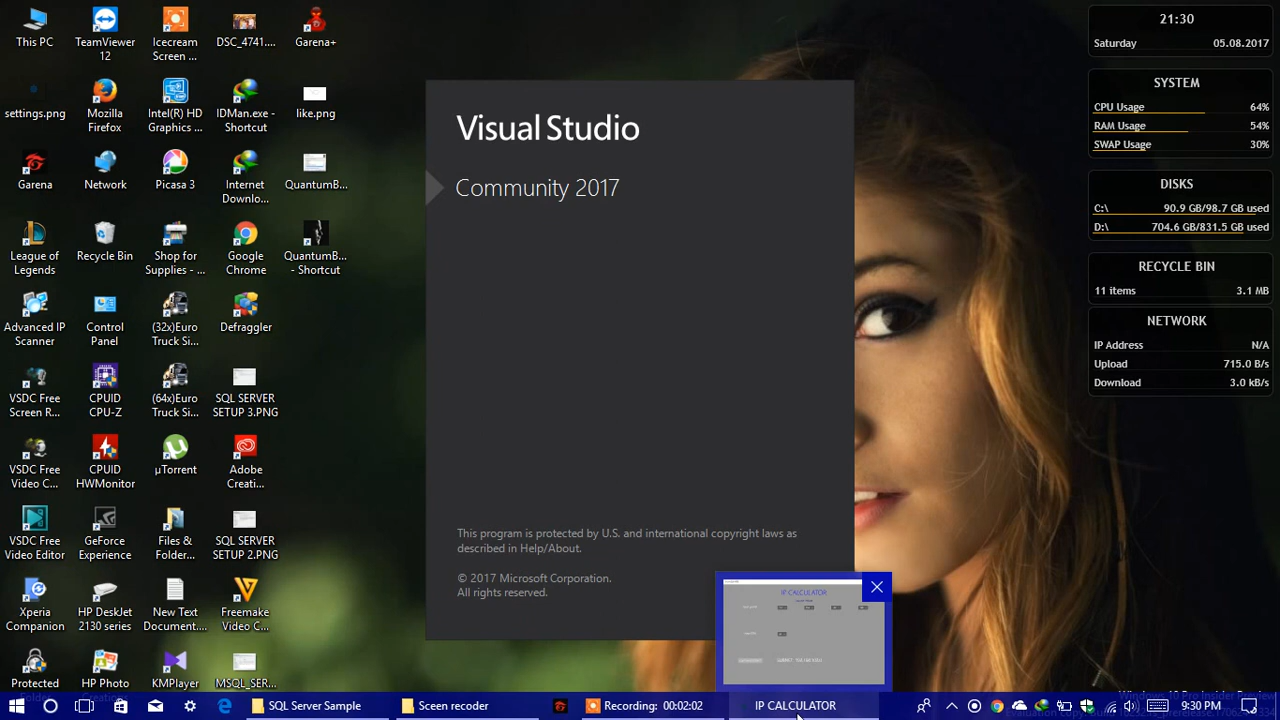 This PC
TeamViewer
12
Icecream
Screen ...
DSC_4741....
Garena+
settings.png
Mozilla
Firefox
Intel(R) HD
Graphics ...
IDMan.exe -
Shortcut
like.png
Garena
Network
Picasa 3
Internet
Downlo...
QuantumB...
League of
Legends
Recycle Bin
Shop for
Supplies - ...
Google
Chrome
QuantumB...
- Shortcut
Advanced IP
Scanner
Control
Panel
(32x)Euro
Truck Si...
Defraggler
VSDC Free
Screen R...
CPUID
CPU-Z
(64x)Euro
Truck Si...
SQL SERVER
SETUP 3.PNG
VSDC Free
Video C...
CPUID
HWMonitor
µTorrent
Adobe
Creati...
VSDC Free
Video Editor
GeForce
Experience
Files &
Folder...
SQL SERVER
SETUP 2.PNG
Xperia
Companion
HP DeskJet
2130 series
New Text
Document....
Freemake
Video C...
Protected
Folder
HP Photo
Creations
KMPlayer
MSQL_SER...
Visual Studio
Community 2017
This program is protected by U.S. and international copyright laws as
described in Help/About.
© 2017 Microsoft Corporation.
All rights reserved.
IP CALCULATOR
21:30
Saturday 05.08.2017
SYSTEM
CPU Usage 64%
RAM Usage 54%
SWAP Usage 30%
DISKS
C:\ 90.9 GB/98.7 GB used
D:\ 704.6 GB/831.5 GB used
RECYCLE BIN
11 items 3.1 MB
NETWORK
IP Address N/A
Upload 715.0 B/s
Download 3.0 kB/s
Windows 10 Pro Insider Preview
SQL Server Sample
Sceen recoder
Recording: 00:02:02
IP CALCULATOR
9:30 PM